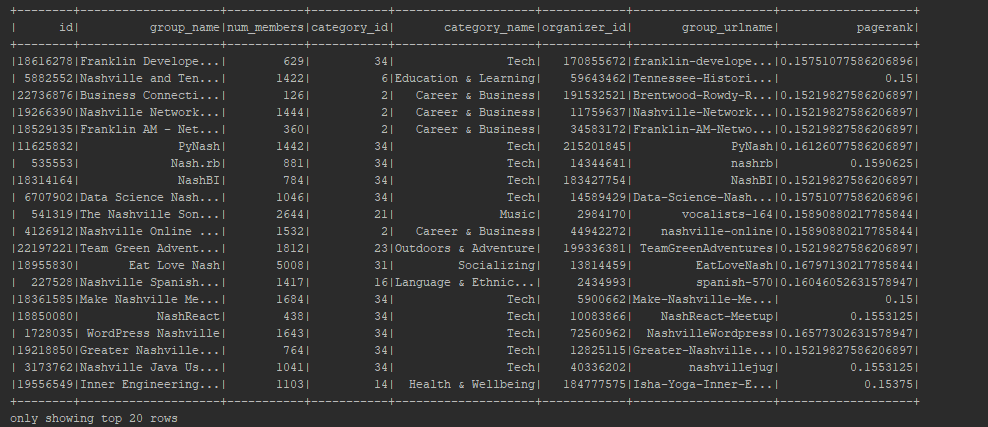 +--------+--------------------+-----------+-----------+--------------------+------------+--------------------+-------------------+
|      id|          group_name|num_members|category_id|       category_name|organizer_id|       group_urlname|           pagerank|
+--------+--------------------+-----------+-----------+--------------------+------------+--------------------+-------------------+
|18616278|Franklin Develope...|        629|         34|                Tech|   170855672|franklin-develope...|0.15751077586206896|
| 5882552|Nashville and Ten...|       1422|          6|Education & Learning|    59643462|Tennessee-Histori...|               0.15|
|22736876|Business Connecti...|        126|          2|   Career & Business|   191532521|Brentwood-Rowdy-R...|0.15219827586206897|
|19266390|Nashville Network...|       1444|          2|   Career & Business|    11759637|Nashville-Network...|0.15219827586206897|
|18529135|Franklin AM - Net...|        360|          2|   Career & Business|    34583172|Franklin-AM-Netwo...|0.15219827586206897|
|11625832|              PyNash|       1442|         34|                Tech|   215201845|              PyNash|0.16126077586206897|
|  535553|             Nash.rb|        881|         34|                Tech|    14344641|              nashrb|          0.1590625|
|18314164|              NashBI|        784|         34|                Tech|   183427754|              NashBI|0.15219827586206897|
| 6707902|Data Science Nash...|       1046|         34|                Tech|    14589429|Data-Science-Nash...|0.15751077586206896|
|  541319|The Nashville Son...|       2644|         21|               Music|     2984170|       vocalists-164|0.15890880217785844|
| 4126912|Nashville Online ...|       1532|          2|   Career & Business|    44942272|    nashville-online|0.15890880217785844|
|22197221|Team Green Advent...|       1812|         23|Outdoors & Adventure|   199336381| TeamGreenAdventures|0.15219827586206897|
|18955830|       Eat Love Nash|       5008|         31|         Socializing|    13814459|         EatLoveNash|0.16797130217785844|
|  227528|Nashville Spanish...|       1417|         16|Language & Ethnic...|     2434993|         spanish-570|0.16046052631578947|
|18361585|Make Nashville Me...|       1684|         34|                Tech|     5900662|Make-Nashville-Me...|               0.15|
|18850080|           NashReact|        438|         34|                Tech|    10083866|    NashReact-Meetup|          0.1553125|
| 1728035| WordPress Nashville|       1643|         34|                Tech|    72560962|  NashvilleWordpress|0.16577302631578947|
|19218850|Greater Nashville...|        764|         34|                Tech|    12825115|Greater-Nashville...|0.15219827586206897|
| 3173762|Nashville Java Us...|       1041|         34|                Tech|    40336202|        nashvillejug|          0.1553125|
|19556549|Inner Engineering...|       1103|         14|  Health & Wellbeing|   184777575|Isha-Yoga-Inner-E...|            0.15375|
+--------+--------------------+-----------+-----------+--------------------+------------+--------------------+-------------------+
only showing top 20 rows